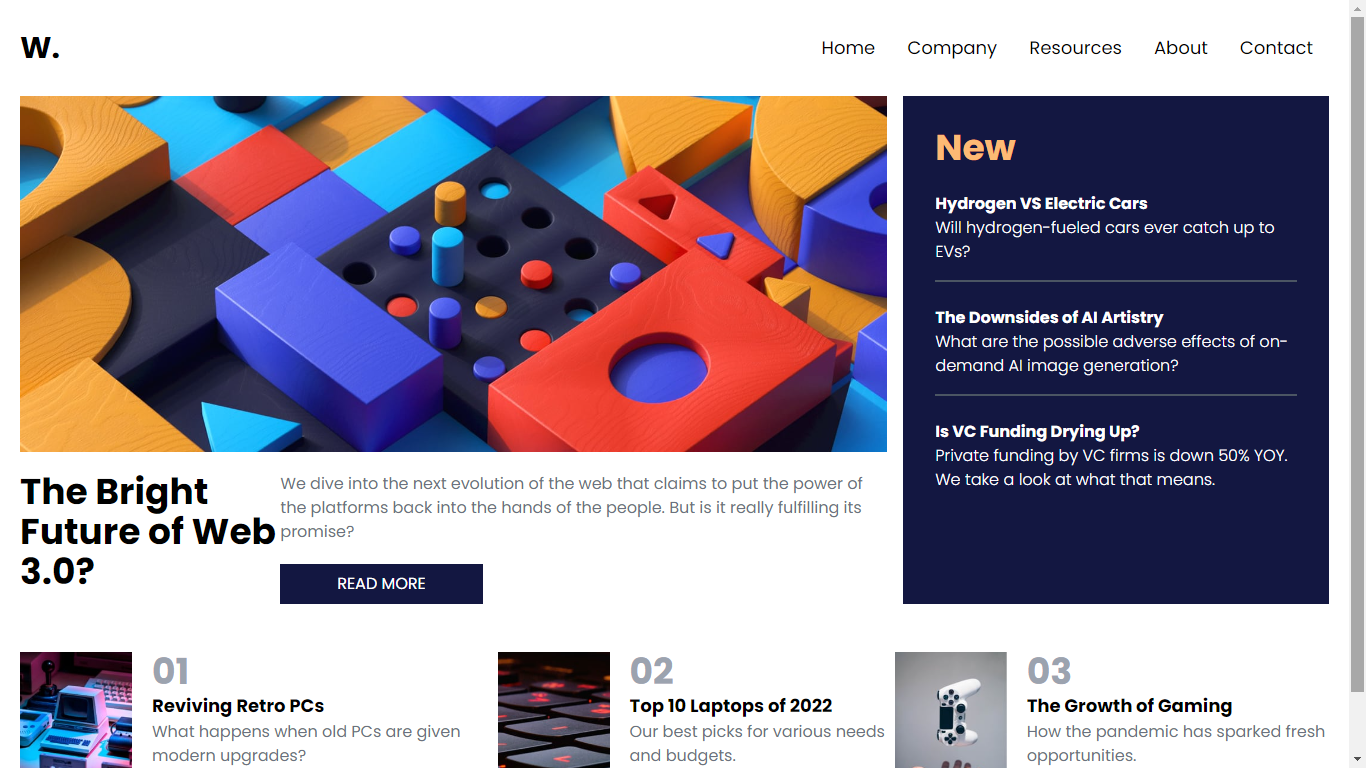 W.
Home Company Resources About Contact
New
Hydrogen VS Electric Cars
Will hydrogen-fueled cars ever catch up to
EVs?
The Downsides of AI Artistry
What are the possible adverse effects of on-
demand AI image generation?
Is VC Funding Drying Up?
Private funding by VC firms is down 50% YOY.
We take a look at what that means.
The Bright
Future of Web
3.0?
We dive into the next evolution of the web that claims to put the power of
the platforms back into the hands of the people. But is it really fulfilling its
promise?
READ MORE
01
Reviving Retro PCs
What happens when old PCs are given
modern upgrades?
02
Top 10 Laptops of 2022
Our best picks for various needs
and budgets.
03
The Growth of Gaming
How the pandemic has sparked fresh
opportunities.